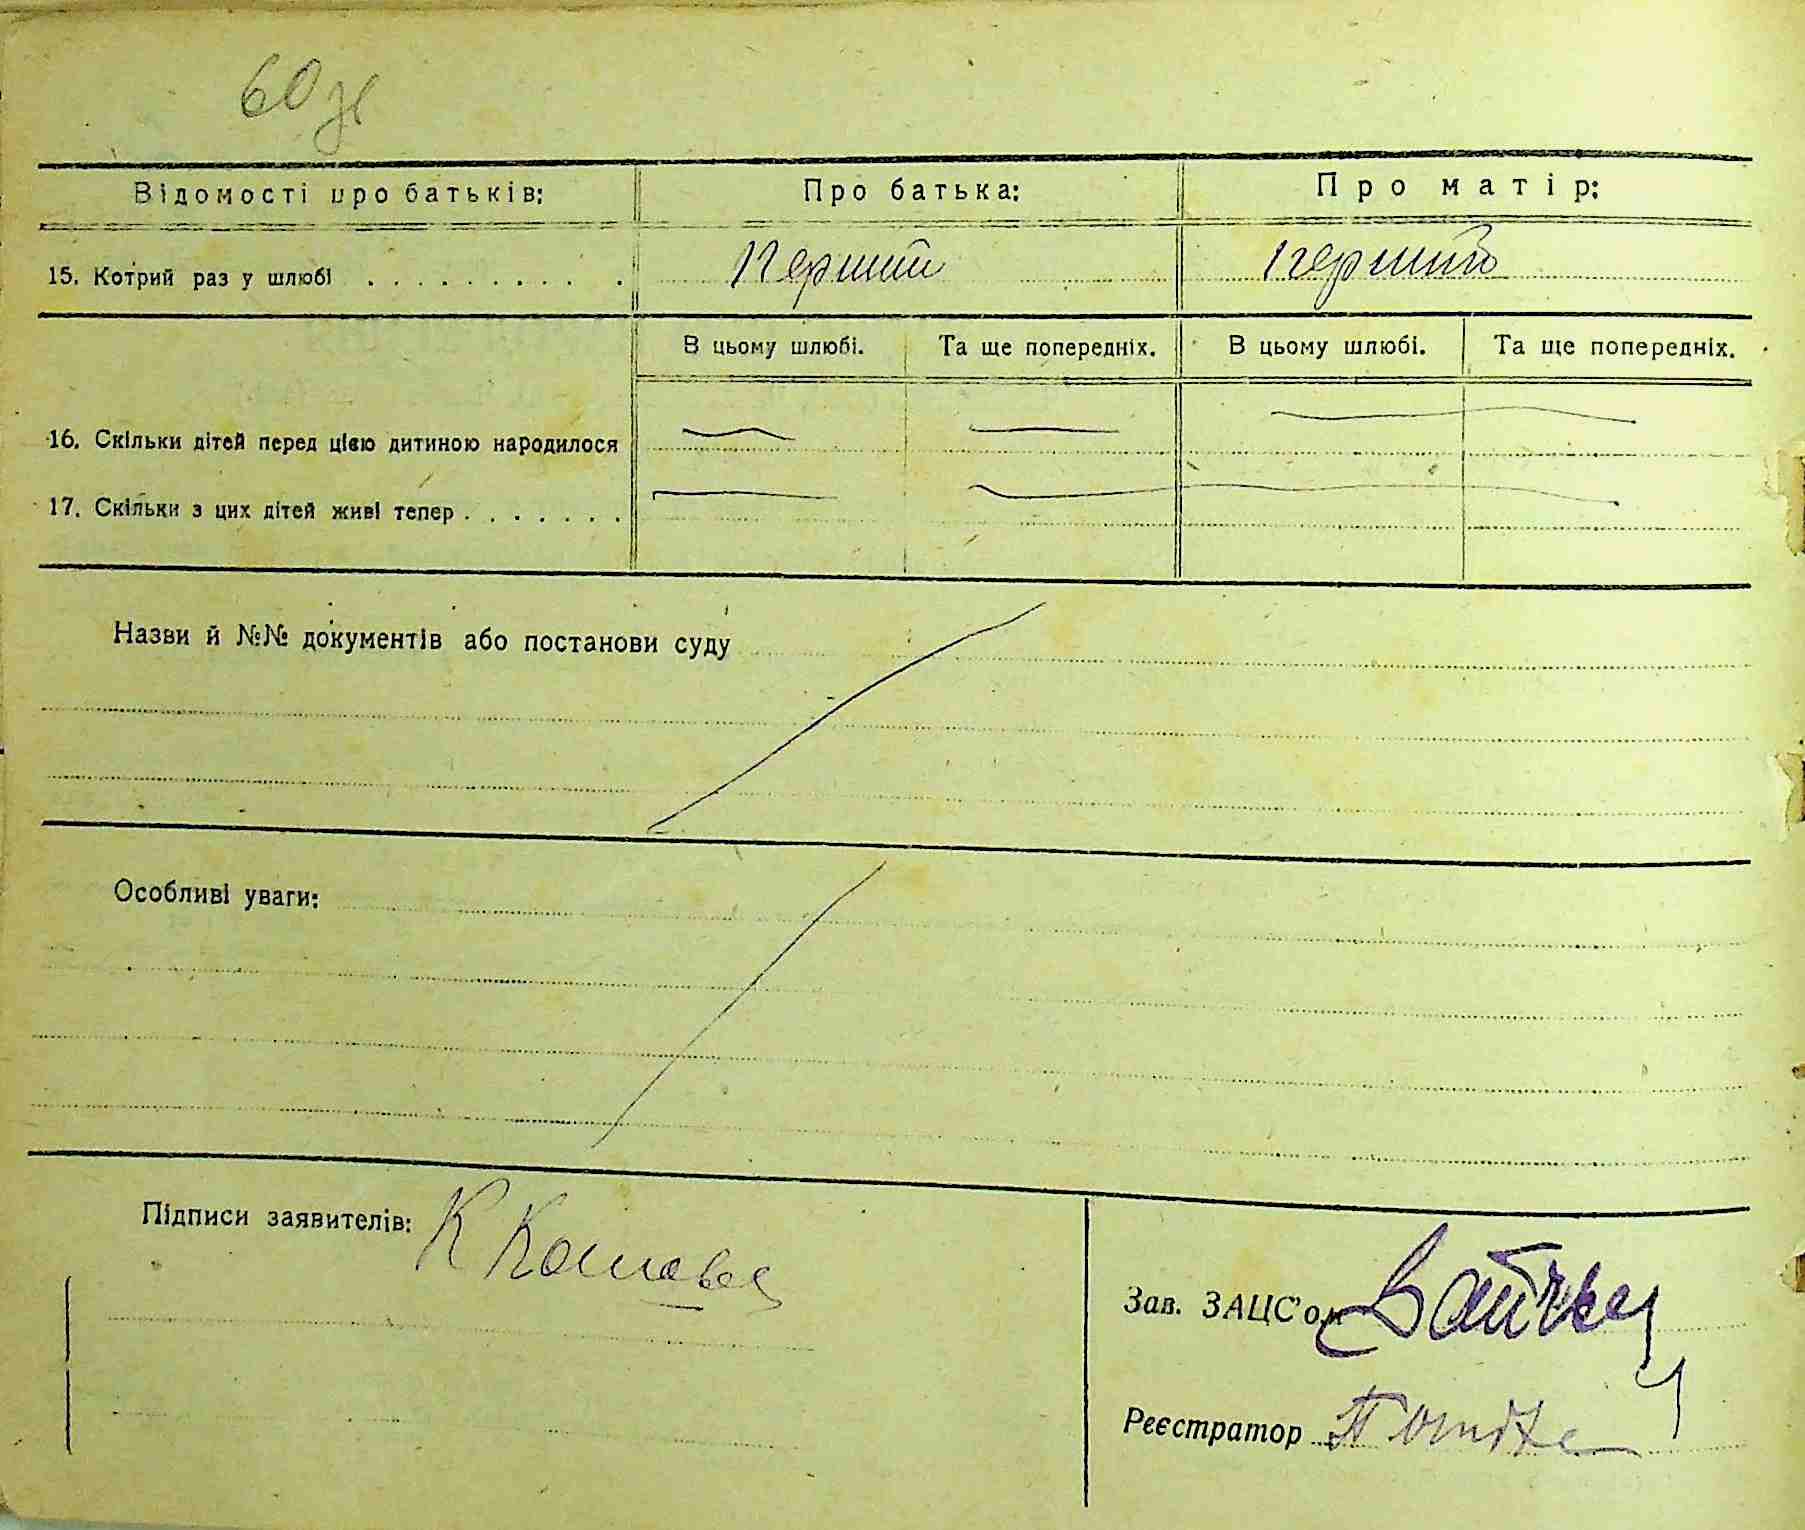 60
Відомості про батьків: Про батька: Про матір:
15. Котрий раз у шлюбі . . . . . . . . . . Перший перший
В цьому шлюбі. Та ще попередніх. В цьому шлюбі. Та ще попередніх.
16. Скільки дітей перед цією дитиною народилося
17. Скільки з цих дітей живі тепер . . . . . . .
Назви й №№ документів або постанови суду
Особливі уваги:
Підписи заявителів: К
Зав. ЗАЦС'ом
Реєстратор